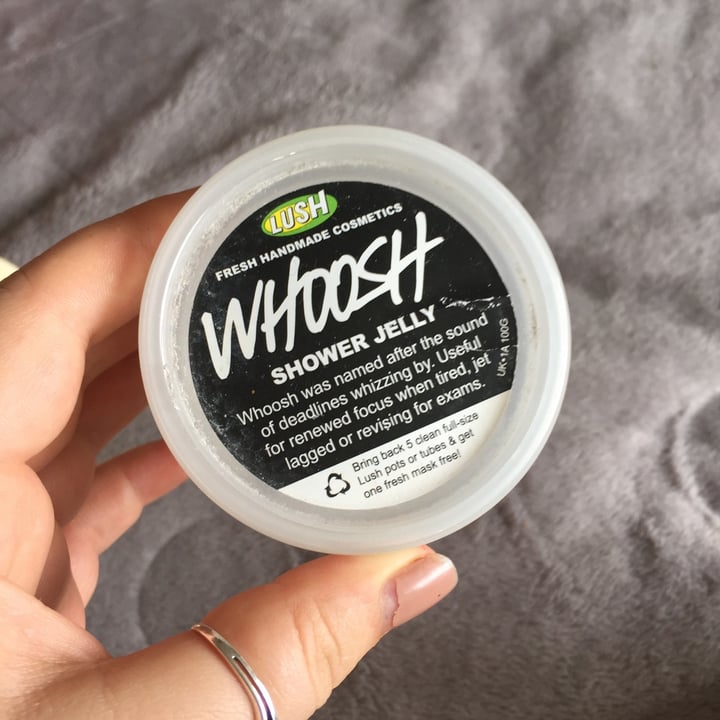 LUSH
FRESH HANDMADE COSMETICS
WHOOSH
SHOWER JELLY
Whoosh was named after the sound
of deadlines whizzing by. Useful
for renewed focus when tired, jet
lagged or revising for exams.
UK•1A 100G
Bring back 5 clean full-size
Lush pots or tubes & get
one fresh mask free!